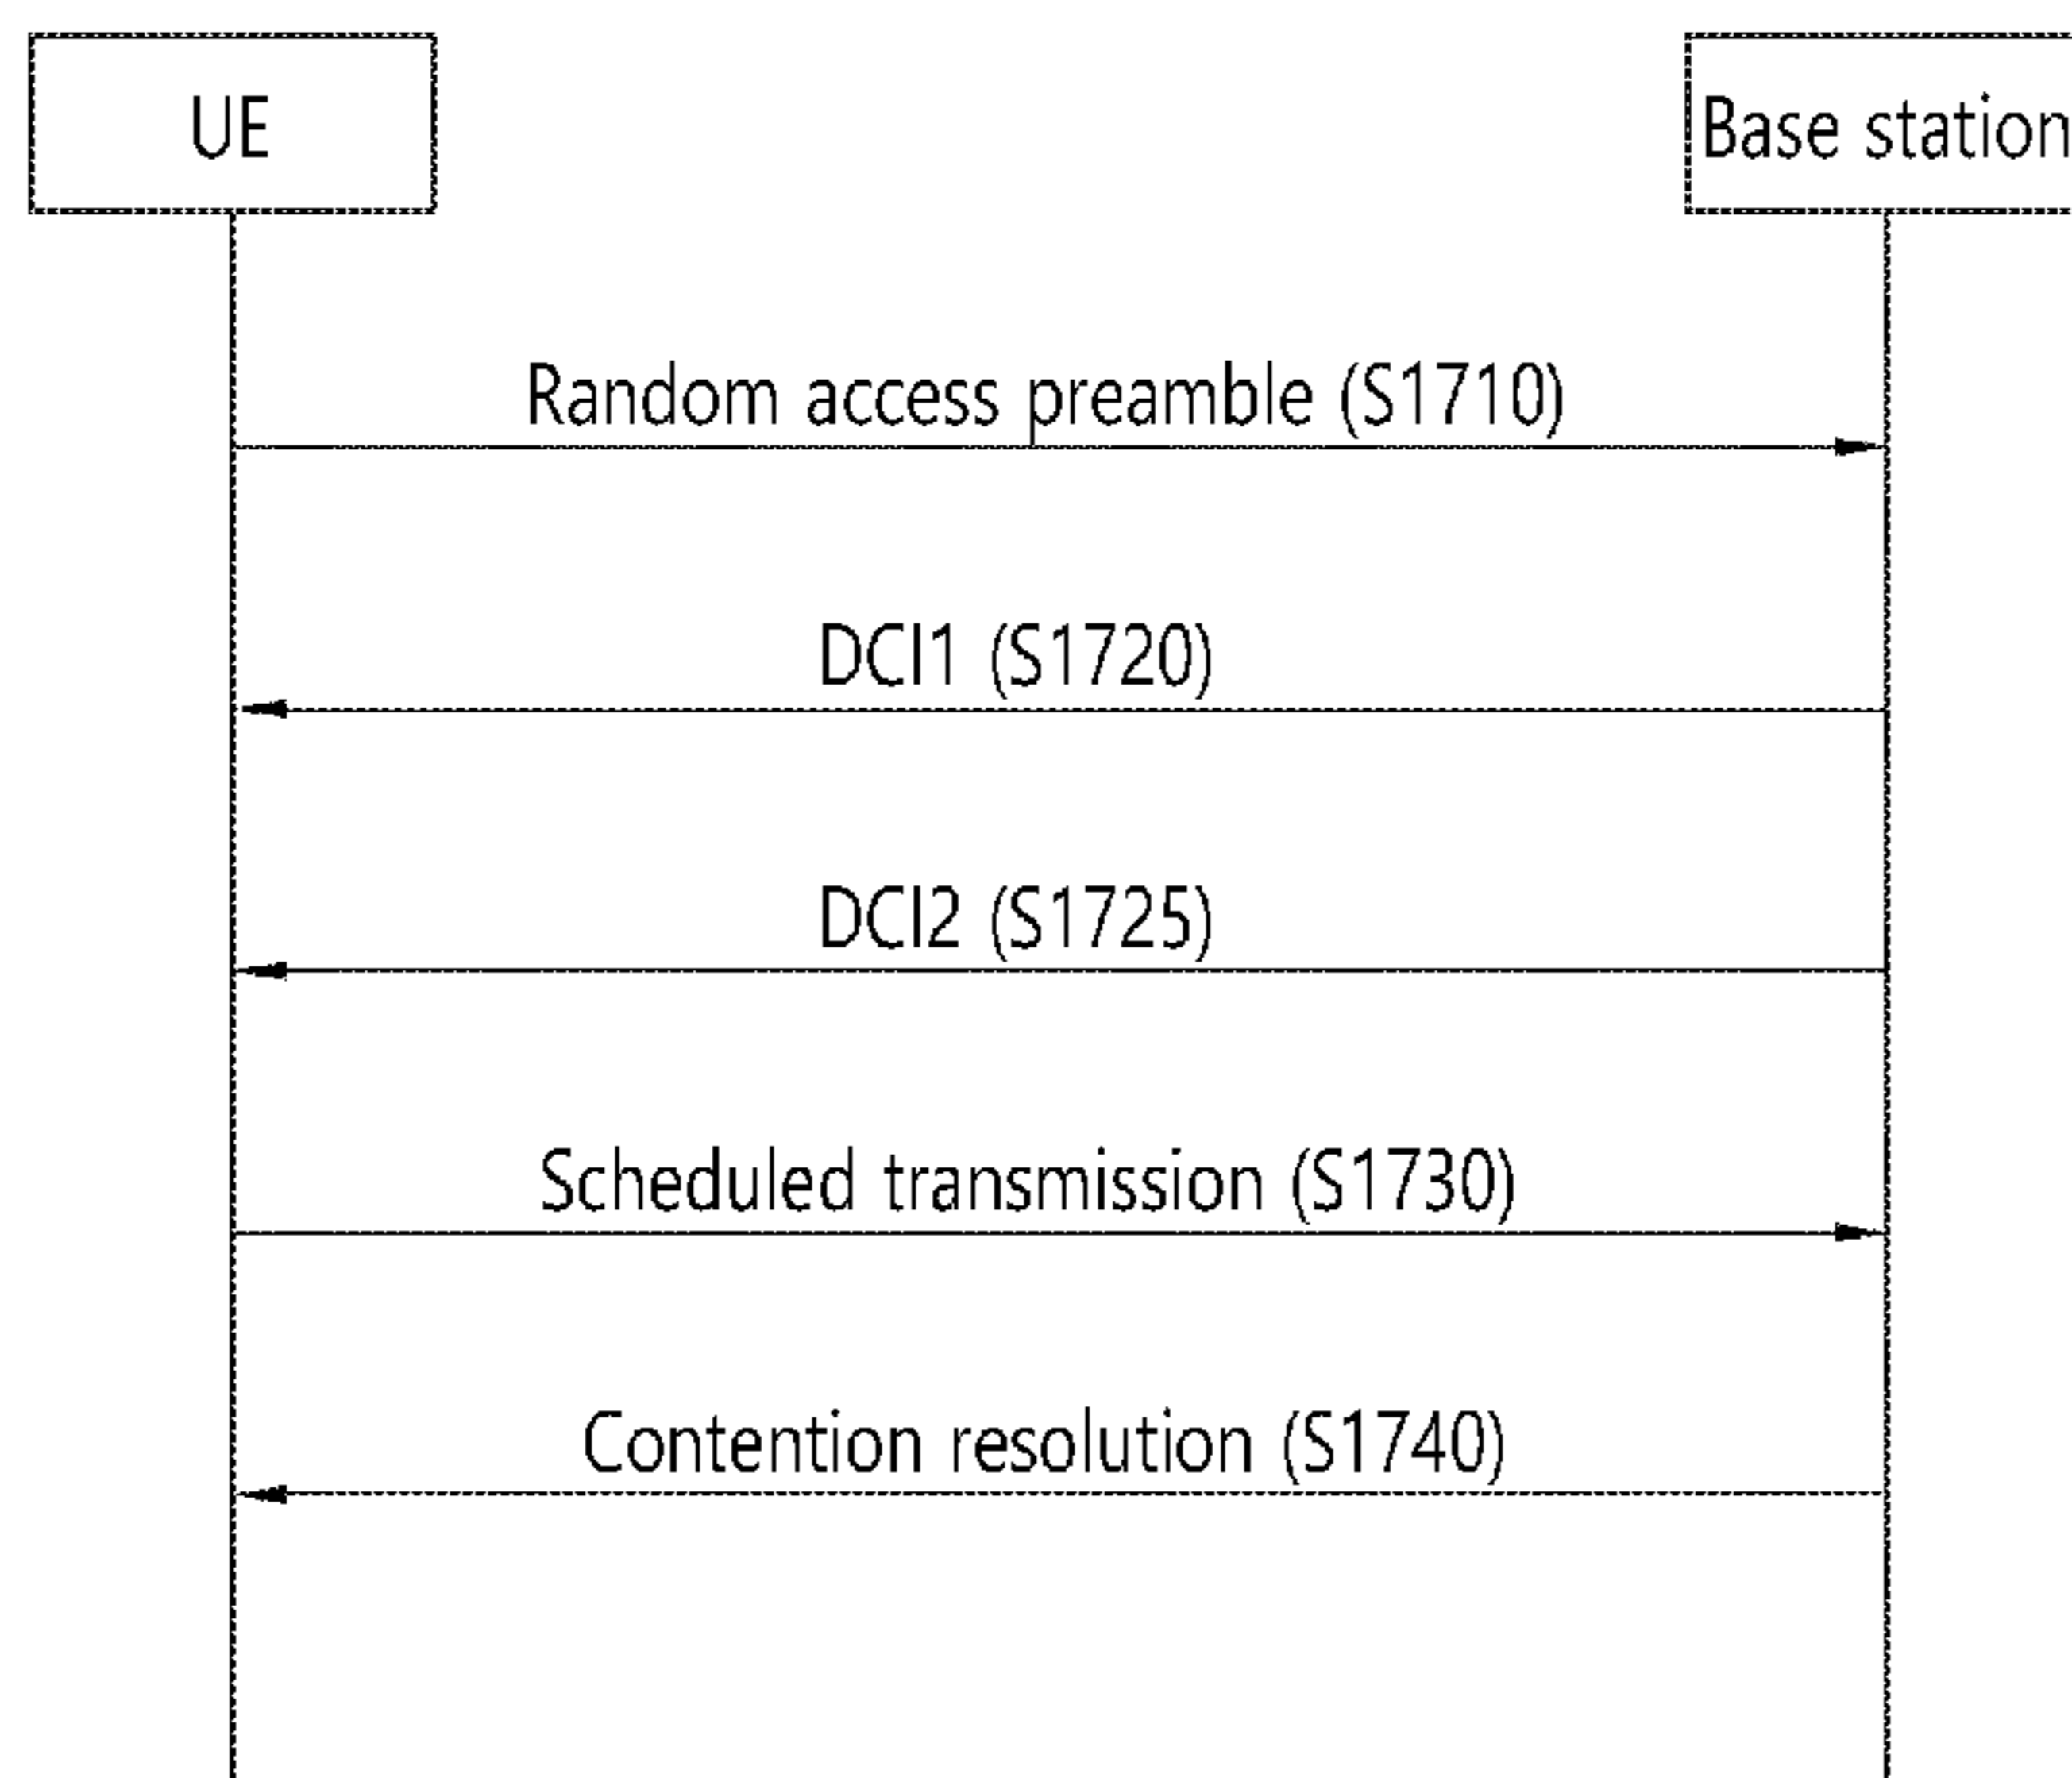 UE
Base station
Random access preamble (S1710)
DCI1 (S1720)
DCI2 (S1725)
Scheduled transmission (S1730)
Contention resolution (S1740)